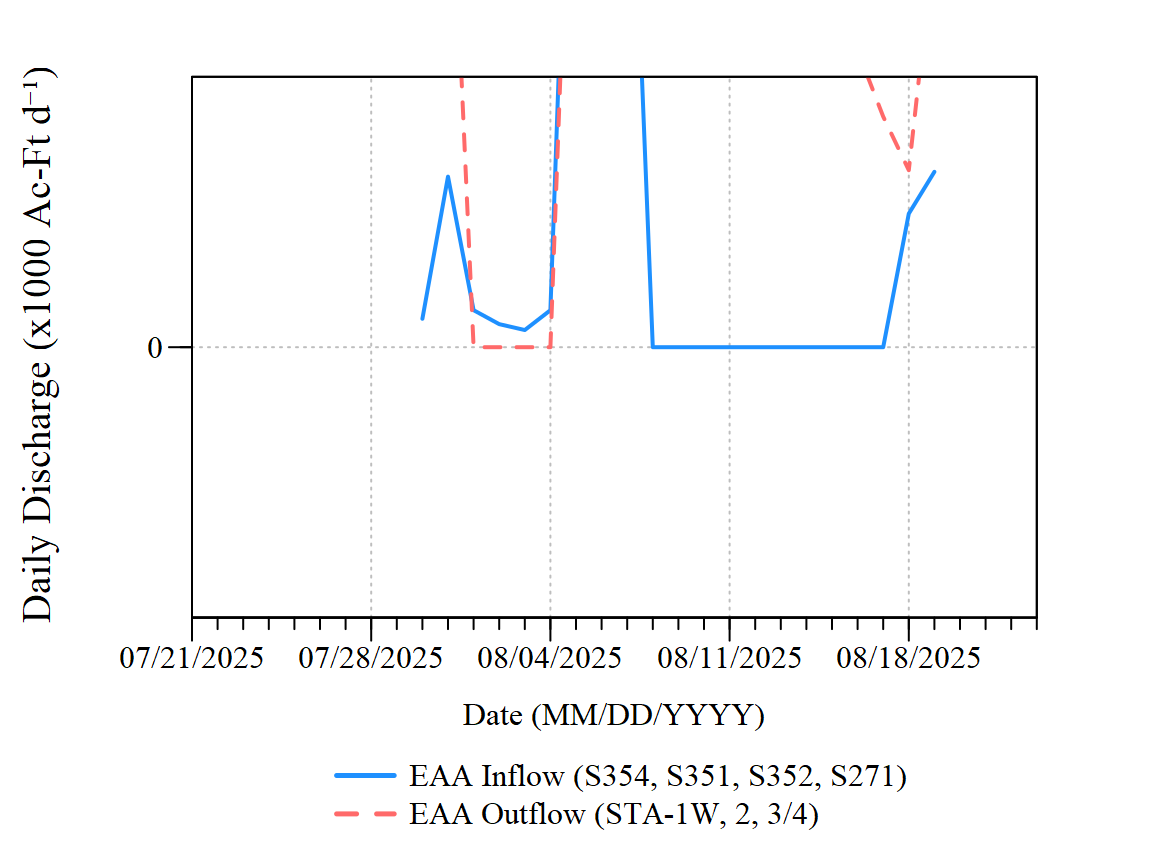 Daily Discharge (x1000 Ac-Ft d⁻¹)
0
07/21/2025 07/28/2025 08/04/2025 08/11/2025 08/18/2025
Date (MM/DD/YYYY)
EAA Inflow (S354, S351, S352, S271)
EAA Outflow (STA-1W, 2, 3/4)